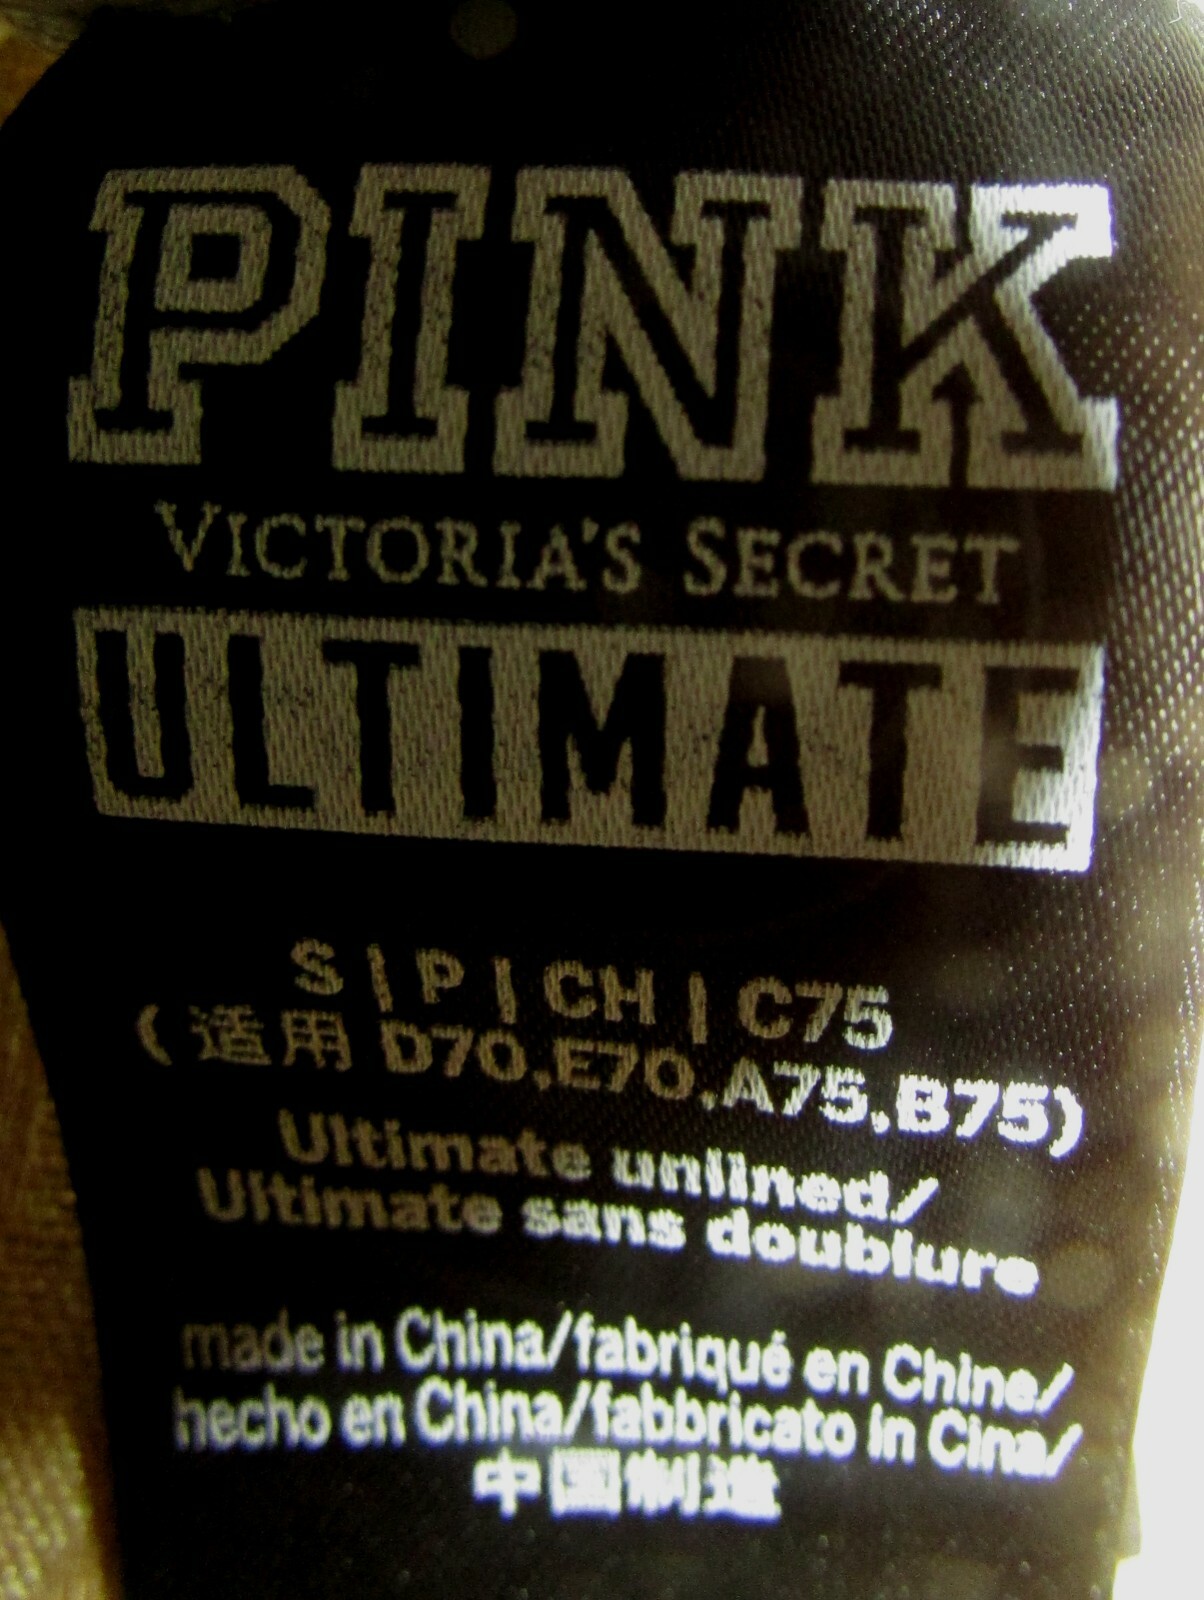 PINK
VICTORIA'S SECRET
ULTIMATE
S | P | CH | C75
( 适用 D70,E70,A75,B75)
Ultimate unlined/
Ultimate sans doublure
made in China/fabriqué en Chine/
hecho en China/fabbricato in Cina/
中国制造